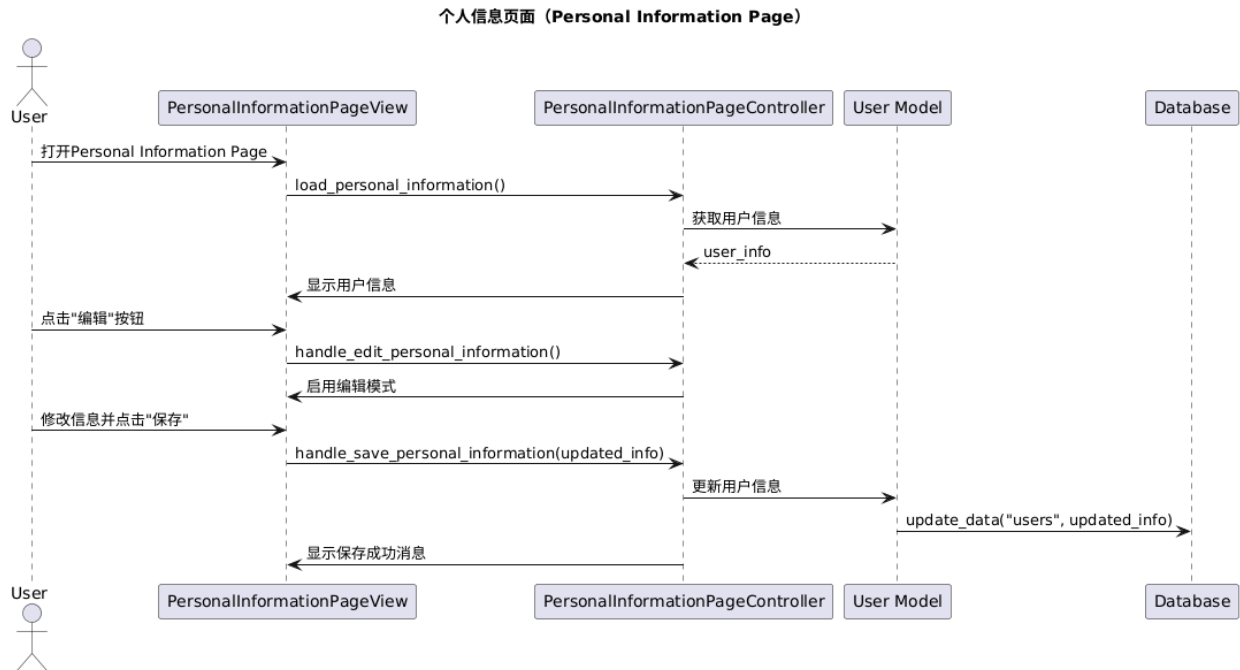 个人信息页面（Personal Information Page）
User
PersonalInformationPageView
PersonalInformationPageController
User Model
Database
打开Personal Information Page
load_personal_information()
获取用户信息
user_info
显示用户信息
点击"编辑"按钮
handle_edit_personal_information()
启用编辑模式
修改信息并点击"保存"
handle_save_personal_information(updated_info)
更新用户信息
update_data("users", updated_info)
显示保存成功消息
User
PersonalInformationPageView
PersonalInformationPageController
User Model
Database